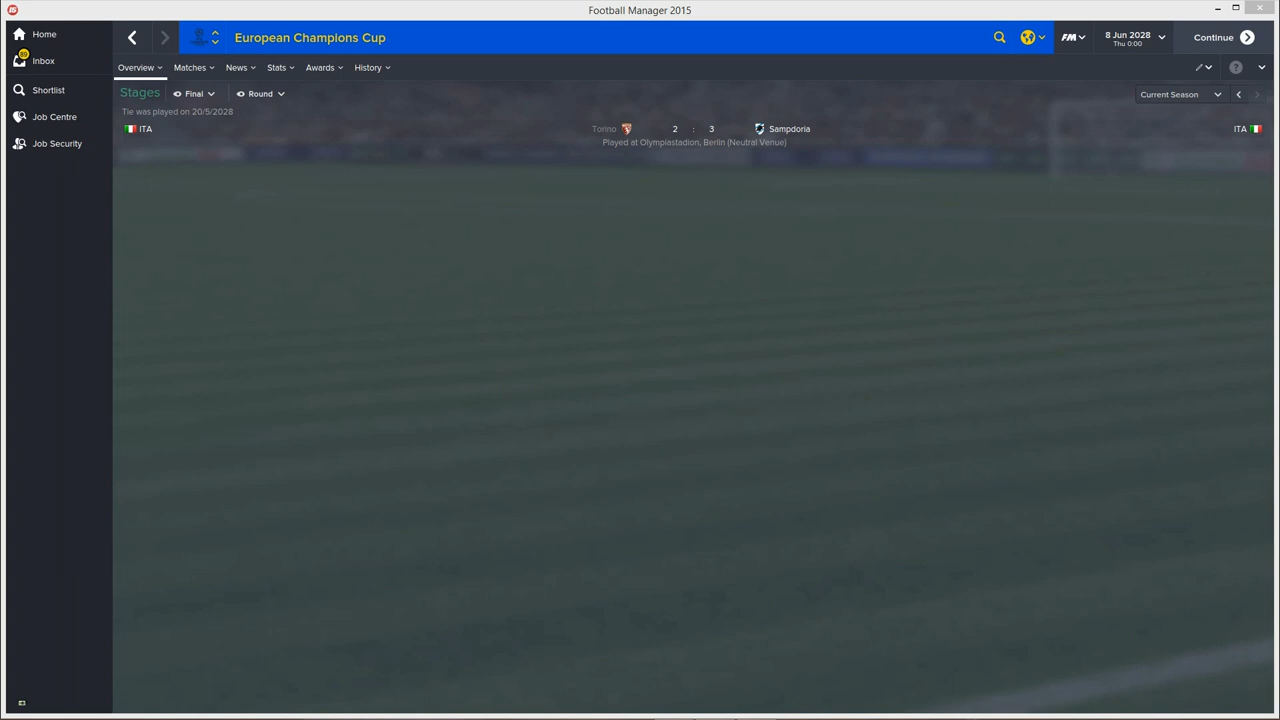 Football Manager 2015
Home
89
Inbox
Shortlist
Job Centre
Job Security
European Champions Cup
FM
8 Jun 2028
Thu 0:00
Continue
Overview Matches News Stats Awards History
?
Stages Final Round Current Season
Tie was played on 20/5/2028
ITA Torino 2 : 3 Sampdoria ITA
Played at Olympiastadion, Berlin (Neutral Venue)